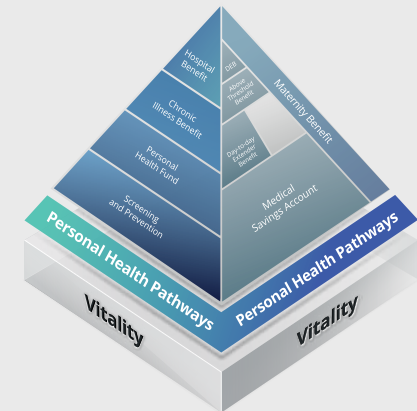 Hospital
Benefit
Chronic
Illness Benefit
Personal
Health Fund
Screening
and Prevention
DEB
Above
Threshold
Benefit
Day-to-day
Extender
Benefit
Medical
Savings Account
Maternity Benefit
Personal Health Pathways
Personal Health Pathways
Vitality
Vitality